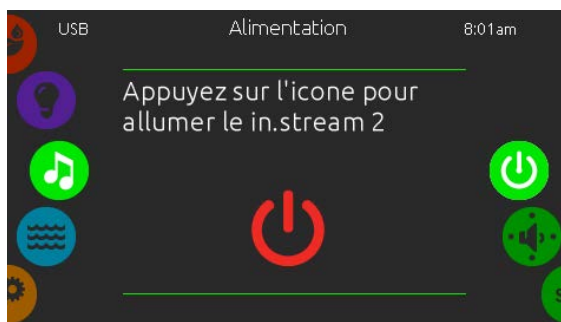 USB Alimentation 8:01am
Appuyez sur l'icone pour
allumer le in.stream 2